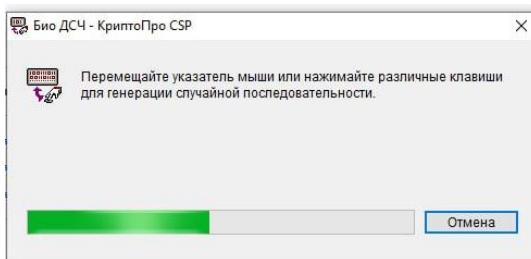 Био ДСЧ - КриптоПро CSP
Перемещайте указатель мыши или нажимайте различные клавиши
для генерации случайной последовательности.
Отмена